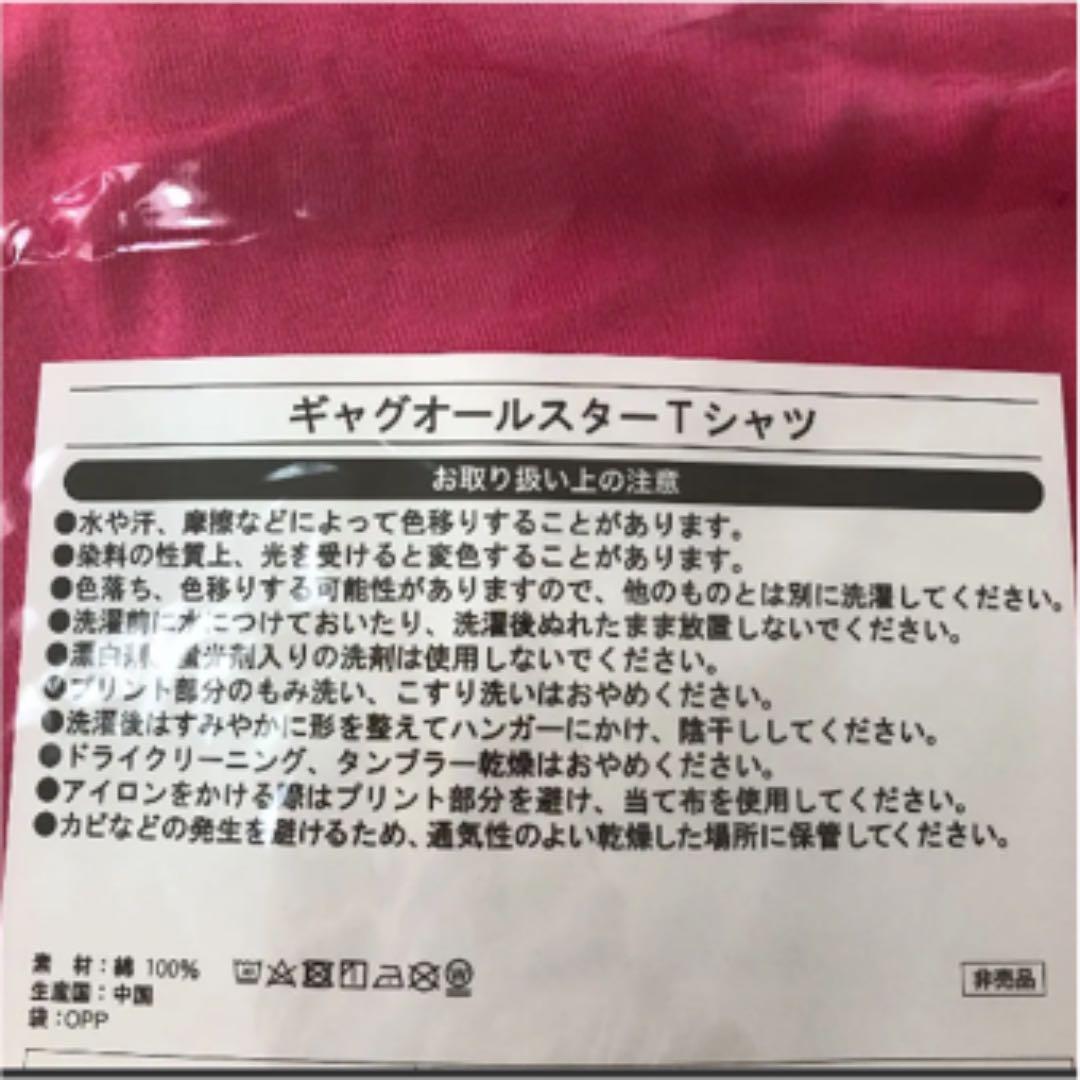 ギャグオールスターTシャツ
お取り扱い上の注意
●水や汗、摩擦などによって色移りすることがあります。
●染料の性質上、光を受けると変色することがあります。
●色落ち、色移りする可能性がありますので、他のものとは別に洗濯してください。
●洗濯前に水につけておいたり、洗濯後ぬれたまま放置しないでください。
●漂白剤、蛍光剤入りの洗剤は使用しないでください。
●プリント部分のもみ洗い、こすり洗いはおやめください。
●洗濯後はすみやかに形を整えてハンガーにかけ、陰干ししてください。
●ドライクリーニング、タンブラー乾燥はおやめください。
●アイロンをかける際はプリント部分を避け、当て布を使用してください。
●カビなどの発生を避けるため、通気性のよい乾燥した場所に保管してください。
素 材：綿 100%
生産国：中国
袋：OPP
非売品